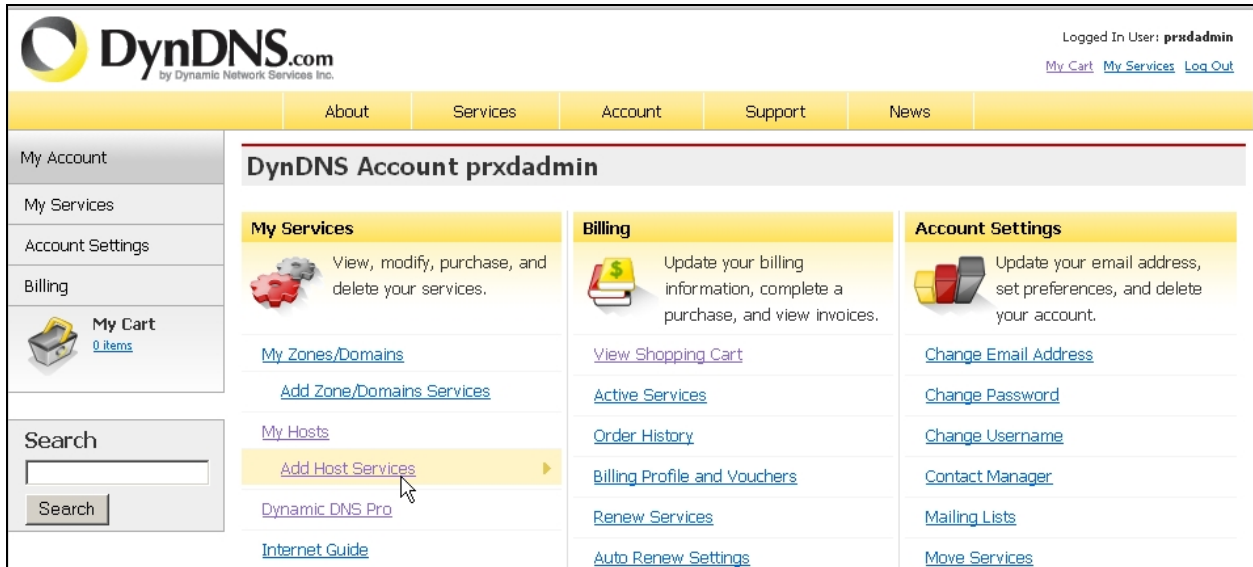 DynDNS.com
by Dynamic Network Services Inc.
Logged In User: prxdadmin
My Cart My Services Log Out
About Services Account Support News
My Account
My Services
Account Settings
Billing
My Cart
0 items
Search
Search
DynDNS Account prxdadmin
My Services
View, modify, purchase, and
delete your services.
My Zones/Domains
Add Zone/Domains Services
My Hosts
Add Host Services
Dynamic DNS Pro
Internet Guide
Billing
$
Update your billing
information, complete a
purchase, and view invoices.
View Shopping Cart
Active Services
Order History
Billing Profile and Vouchers
Renew Services
Auto Renew Settings
Account Settings
Update your email address,
set preferences, and delete
your account.
Change Email Address
Change Password
Change Username
Contact Manager
Mailing Lists
Move Services